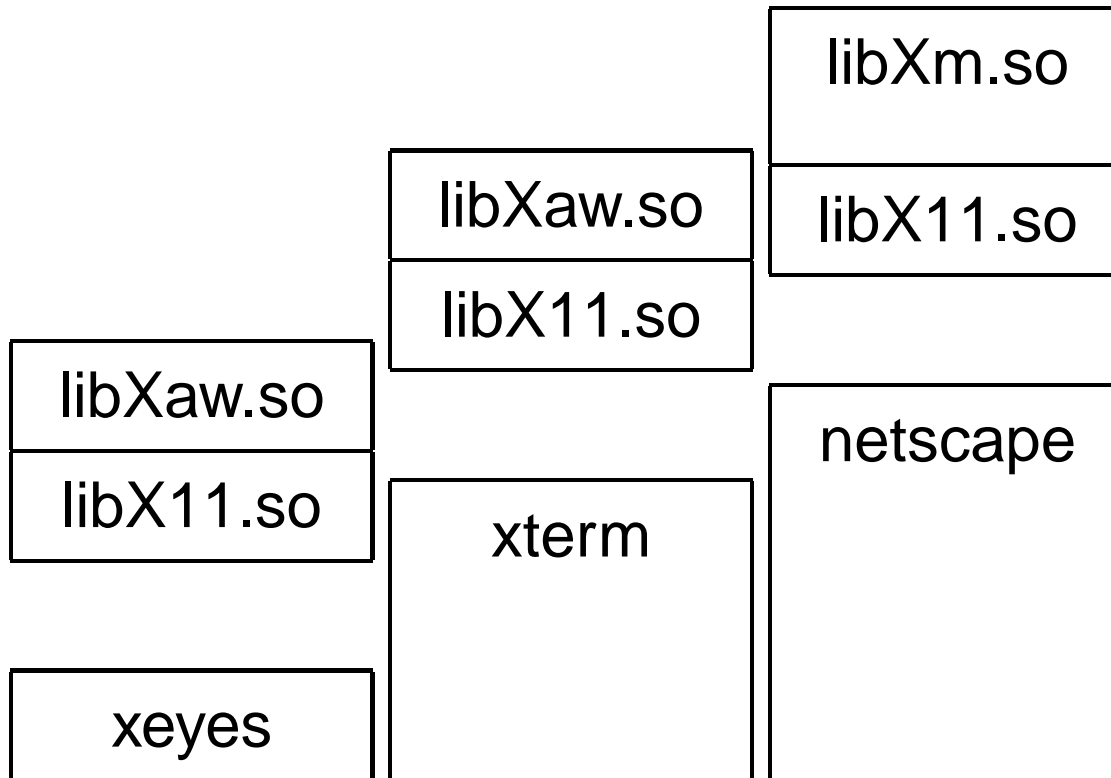 libXm.so
libXaw.so
libX11.so
libX11.so
libXaw.so
netscape
libX11.so
xterm
xeyes